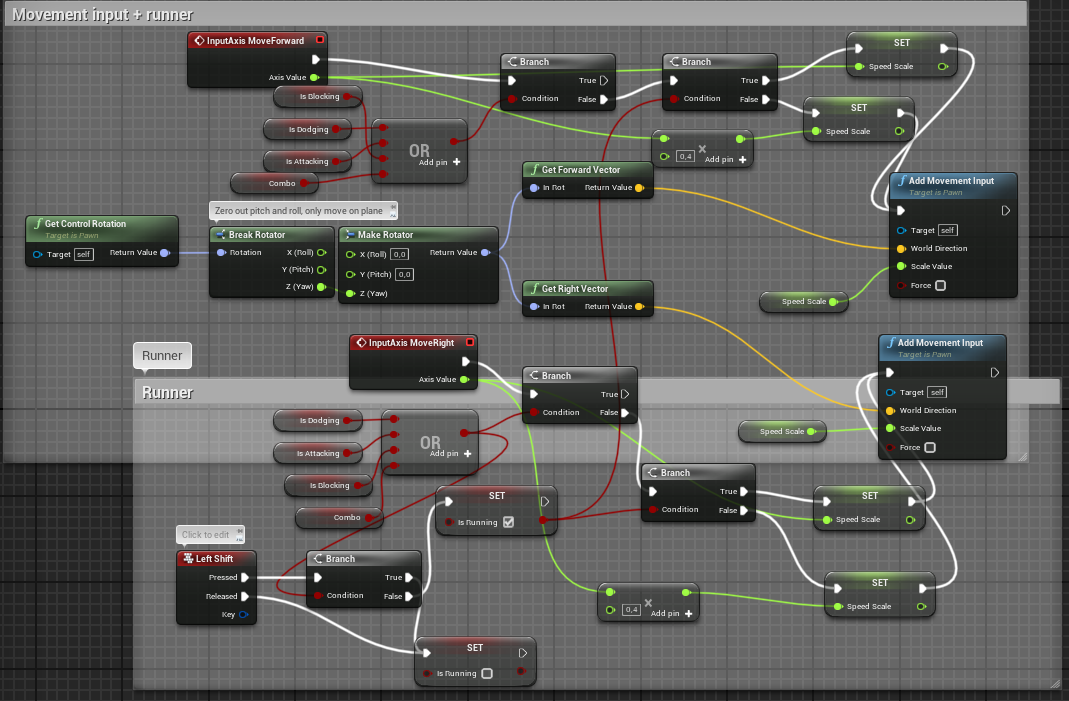 Movement input + runner
InputAxis MoveForward
Axis Value
Is Blocking
Is Dodging
Is Attacking
Combo
OR
Add pin +
Branch
True
Condition
False
Branch
True
Condition
False
SET
Speed Scale
SET
Speed Scale
0,4
×
Add pin +
Get Control Rotation
Target is Pawn
Target self
Return Value
Zero out pitch and roll, only move on plane
Break Rotator
Rotation
X (Roll)
Y (Pitch)
Z (Yaw)
Make Rotator
X (Roll) 0,0
Return Value
Y (Pitch) 0,0
Z (Yaw)
f Get Forward Vector
In Rot
Return Value
f Get Right Vector
In Rot
Return Value
Add Movement Input
Target is Pawn
Target self
World Direction
Scale Value
Force
Speed Scale
Runner
Runner
InputAxis MoveRight
Axis Value
Branch
True
Condition
False
Add Movement Input
Target is Pawn
Target self
World Direction
Scale Value
Force
Speed Scale
Is Dodging
Is Attacking
Is Blocking
Combo
OR
Add pin +
SET
Is Running
Branch
True
Condition
False
SET
Speed Scale
SET
Speed Scale
Click to edit
Left Shift
Pressed
Released
Key
Branch
True
Condition
False
0,4
×
Add pin +
SET
Is Running